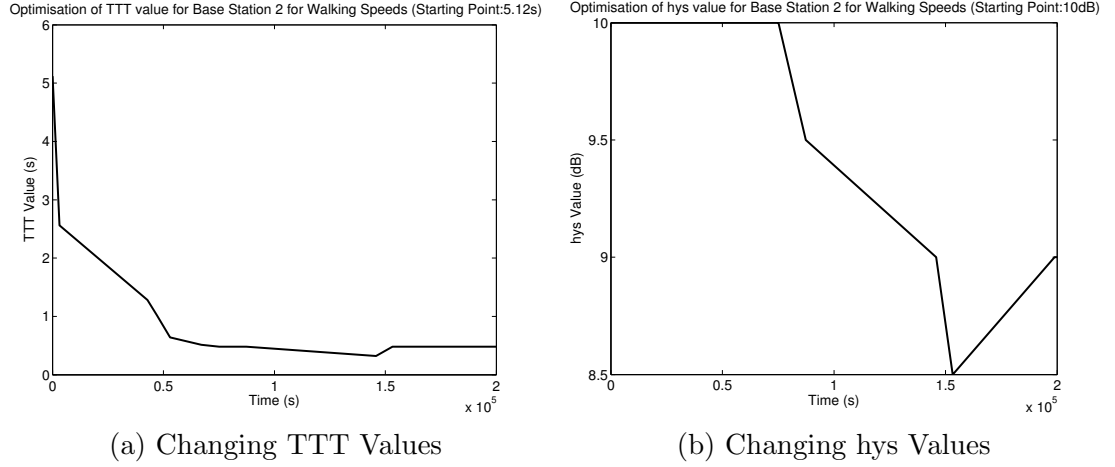 Optimisation of TTT value for Base Station 2 for Walking Speeds (Starting Point:5.12s)
6
5
4
3
2
1
0
TTT Value (s)
0
0.5
1
1.5
2
Time (s)
x 10^5
(a) Changing TTT Values
Optimisation of hys value for Base Station 2 for Walking Speeds (Starting Point:10dB)
10
9.5
9
8.5
hys Value (dB)
0
0.5
1
1.5
2
Time (s)
x 10^5
(b) Changing hys Values